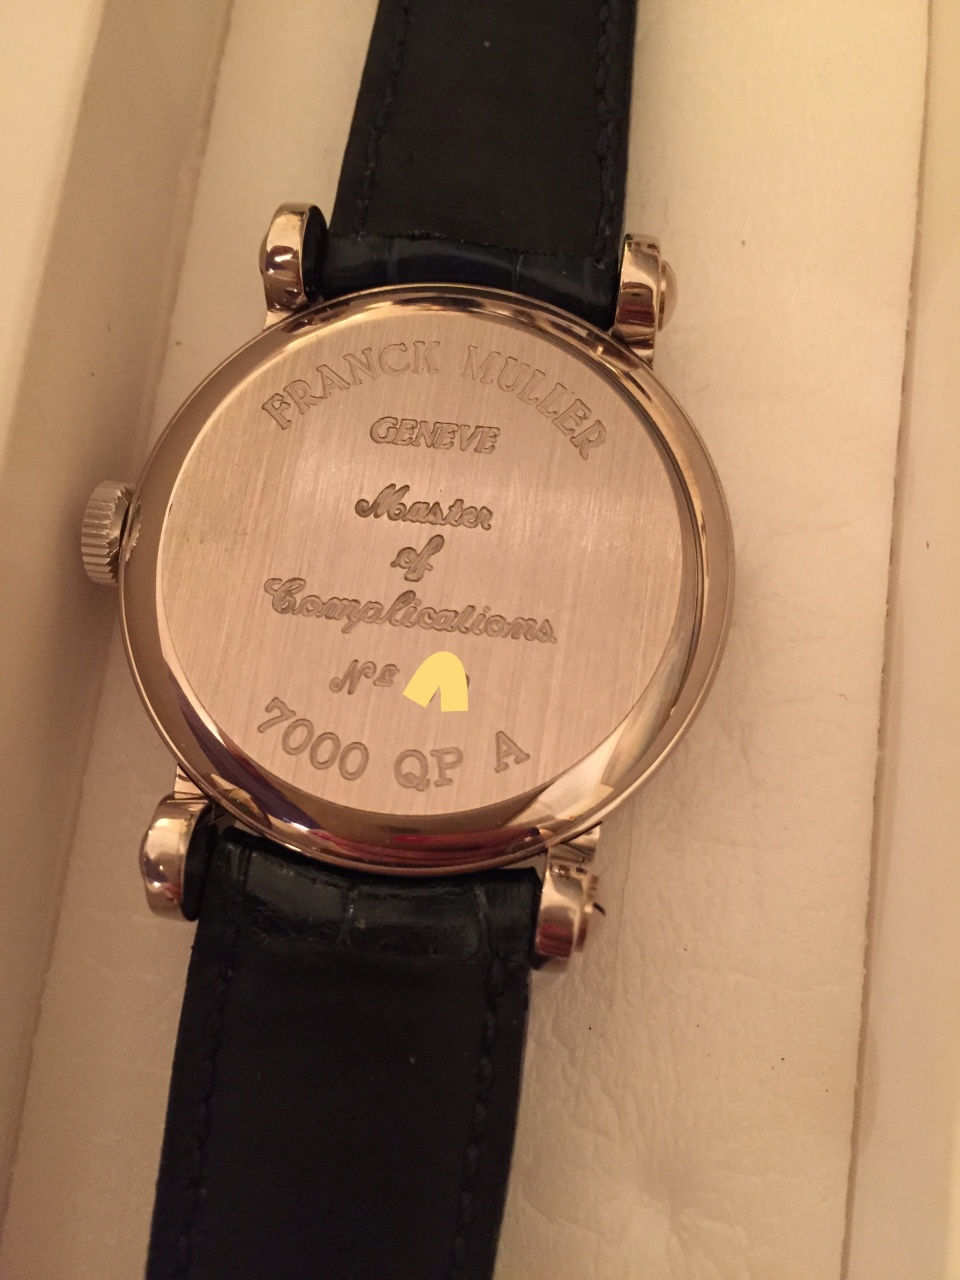 FRANCK MULLER
GENEVE
Master
of
Complications
Nº
7000 QP A